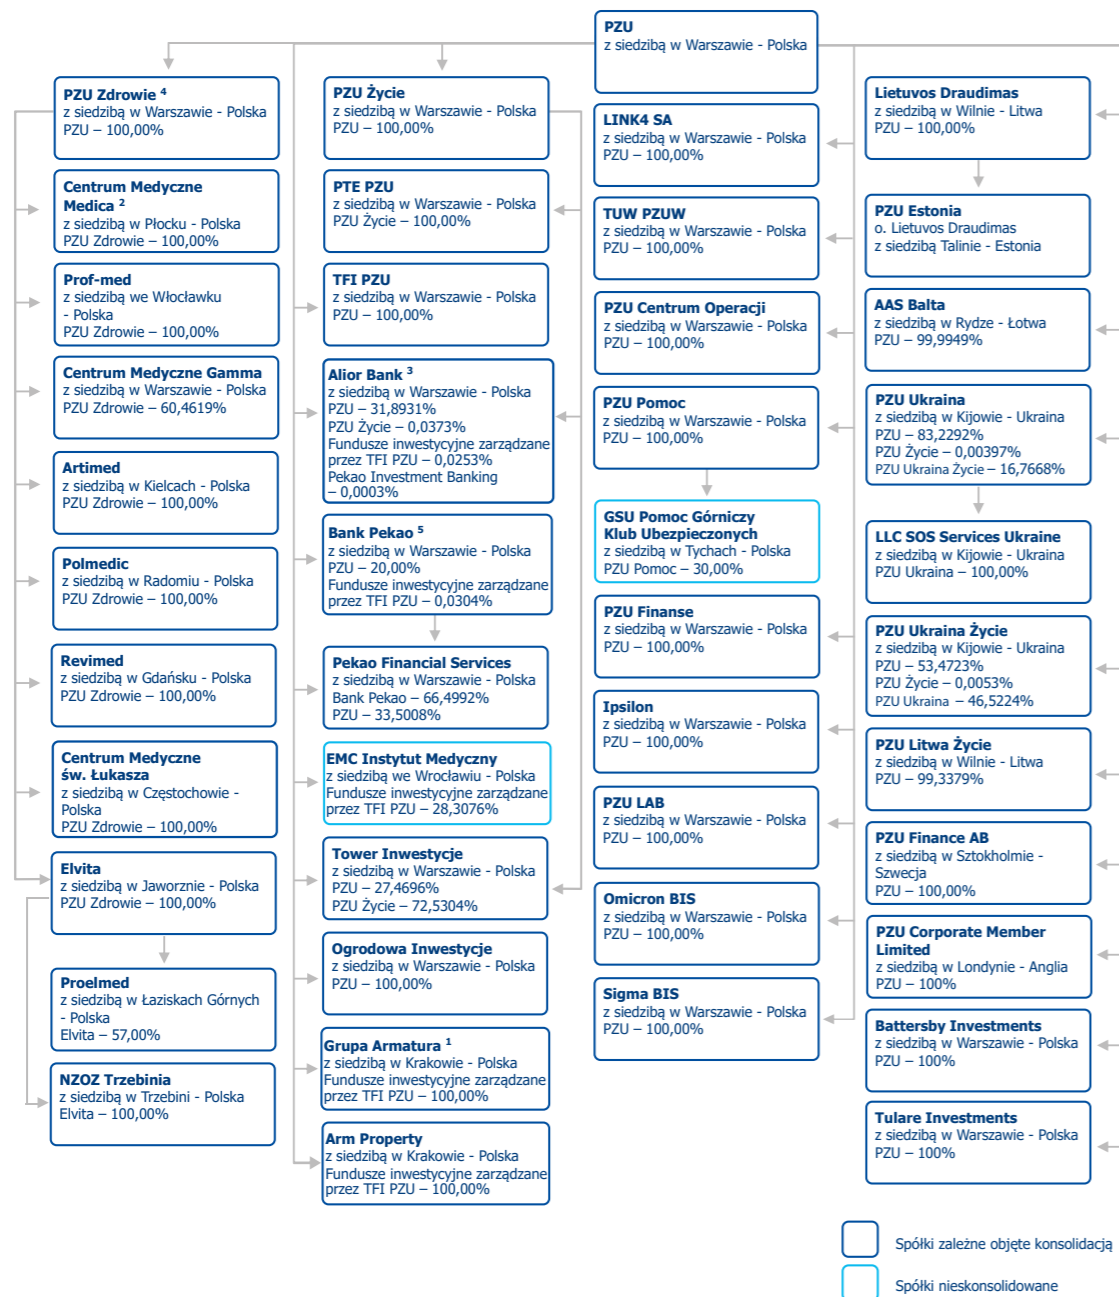 PZU
z siedzibą w Warszawie - Polska
PZU Zdrowie 4
z siedzibą w Warszawie - Polska
PZU – 100,00%
Centrum Medyczne
Medica 2
z siedzibą w Płocku - Polska
PZU Zdrowie – 100,00%
Prof-med
z siedzibą we Włocławku
- Polska
PZU Zdrowie – 100,00%
Centrum Medyczne Gamma
z siedzibą w Warszawie - Polska
PZU Zdrowie – 60,4619%
Artimed
z siedzibą w Kielcach - Polska
PZU Zdrowie – 100,00%
Polmedic
z siedzibą w Radomiu - Polska
PZU Zdrowie – 100,00%
Revimed
z siedzibą w Gdańsku - Polska
PZU Zdrowie – 100,00%
Centrum Medyczne
św. Łukasza
z siedzibą w Częstochowie -
Polska
PZU Zdrowie – 100,00%
Elvita
z siedzibą w Jaworznie - Polska
PZU Zdrowie – 100,00%
Proelmed
z siedzibą w Łaziskach Górnych
- Polska
Elvita – 57,00%
NZOZ Trzebinia
z siedzibą w Trzebini - Polska
Elvita – 100,00%
PZU Życie
z siedzibą w Warszawie - Polska
PZU – 100,00%
PTE PZU
z siedzibą w Warszawie - Polska
PZU Życie – 100,00%
TFI PZU
z siedzibą w Warszawie - Polska
PZU – 100,00%
Alior Bank 3
z siedzibą w Warszawie - Polska
PZU – 31,8931%
PZU Życie – 0,0373%
Fundusze inwestycyjne zarządzane
przez TFI PZU – 0,0253%
Pekao Investment Banking
– 0,0003%
Bank Pekao 5
z siedzibą w Warszawie - Polska
PZU – 20,00%
Fundusze inwestycyjne zarządzane
przez TFI PZU – 0,0304%
Pekao Financial Services
z siedzibą w Warszawie - Polska
Bank Pekao – 66,4992%
PZU – 33,5008%
EMC Instytut Medyczny
z siedzibą we Wrocławiu - Polska
Fundusze inwestycyjne zarządzane
przez TFI PZU – 28,3076%
Tower Inwestycje
z siedzibą w Warszawie - Polska
PZU – 27,4696%
PZU Życie – 72,5304%
Ogrodowa Inwestycje
z siedzibą w Warszawie - Polska
PZU – 100,00%
Grupa Armatura 1
z siedzibą w Krakowie - Polska
Fundusze inwestycyjne zarządzane
przez TFI PZU – 100,00%
Arm Property
z siedzibą w Krakowie - Polska
Fundusze inwestycyjne zarządzane
przez TFI PZU – 100,00%
LINK4 SA
z siedzibą w Warszawie - Polska
PZU – 100,00%
TUW PZUW
z siedzibą w Warszawie - Polska
PZU – 100,00%
PZU Centrum Operacji
z siedzibą w Warszawie - Polska
PZU – 100,00%
PZU Pomoc
z siedzibą w Warszawie - Polska
PZU – 100,00%
GSU Pomoc Górniczy
Klub Ubezpieczonych
z siedzibą w Tychach - Polska
PZU Pomoc – 30,00%
PZU Finanse
z siedzibą w Warszawie - Polska
PZU – 100,00%
Ipsilon
z siedzibą w Warszawie - Polska
PZU – 100,00%
PZU LAB
z siedzibą w Warszawie - Polska
PZU – 100,00%
Omicron BIS
z siedzibą w Warszawie - Polska
PZU – 100,00%
Sigma BIS
z siedzibą w Warszawie - Polska
PZU – 100,00%
Lietuvos Draudimas
z siedzibą w Wilnie - Litwa
PZU – 100,00%
PZU Estonia
o. Lietuvos Draudimas
z siedzibą Talinie - Estonia
AAS Balta
z siedzibą w Rydze – Łotwa
PZU – 99,9949%
PZU Ukraina
z siedzibą w Kijowie - Ukraina
PZU – 83,2292%
PZU Życie – 0,00397%
PZU Ukraina Życie – 16,7668%
LLC SOS Services Ukraine
z siedzibą w Kijowie - Ukraina
PZU Ukraina – 100,00%
PZU Ukraina Życie
z siedzibą w Kijowie - Ukraina
PZU – 53,4723%
PZU Życie – 0,0053%
PZU Ukraina – 46,5224%
PZU Litwa Życie
z siedzibą w Wilnie - Litwa
PZU – 99,3379%
PZU Finance AB
z siedzibą w Sztokholmie -
Szwecja
PZU – 100,00%
PZU Corporate Member
Limited
z siedzibą w Londynie - Anglia
PZU - 100%
Battersby Investments
z siedzibą w Warszawie - Polska
PZU – 100%
Tulare Investments
z siedzibą w Warszawie - Polska
PZU – 100%
Spółki zależne objęte konsolidacją
Spółki nieskonsolidowane